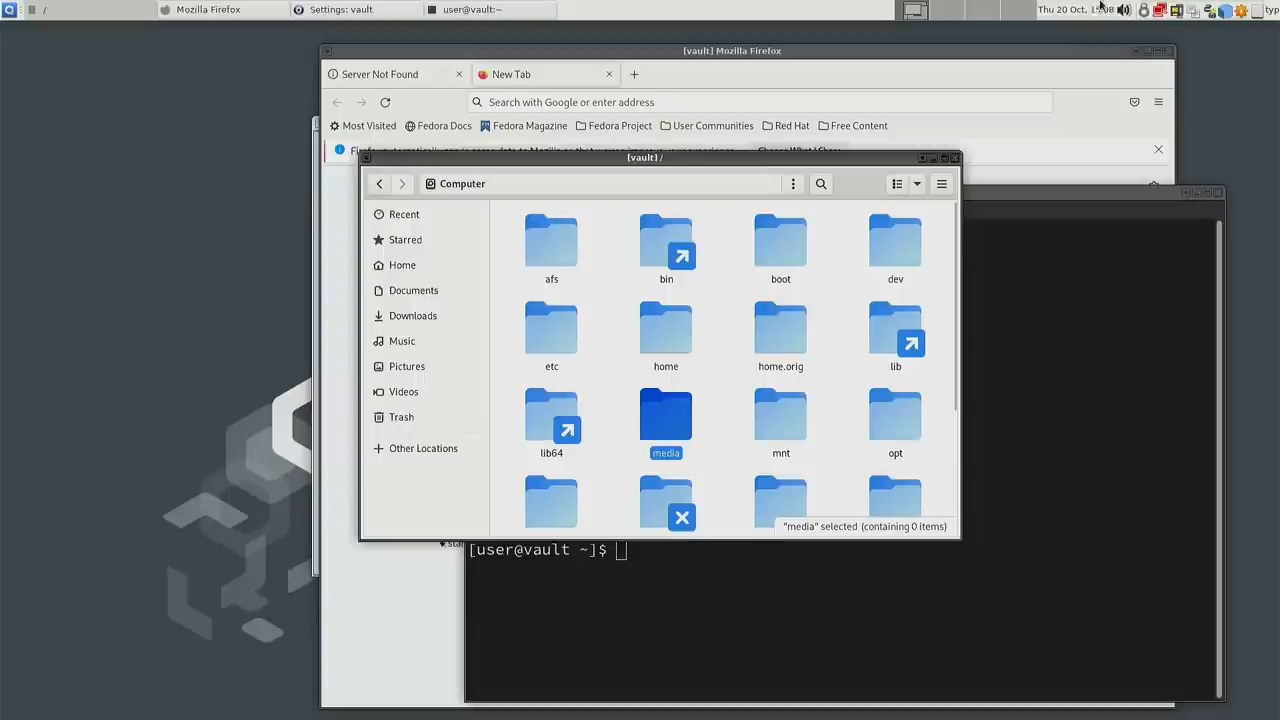 /
Mozilla Firefox
Settings: vault
user@vault:~
Thu 20 Oct,
typ
[vault] Mozilla Firefox
Server Not Found
New Tab
Search with Google or enter address
Most Visited
Fedora Docs
Fedora Magazine
Fedora Project
User Communities
Red Hat
Free Content
[vault] /
Computer
Recent
Starred
Home
Documents
Downloads
Music
Pictures
Videos
Trash
Other Locations
afs
bin
boot
dev
etc
home
home.orig
lib
lib64
media
mnt
opt
"media" selected (containing 0 items)
[user@vault ~]$